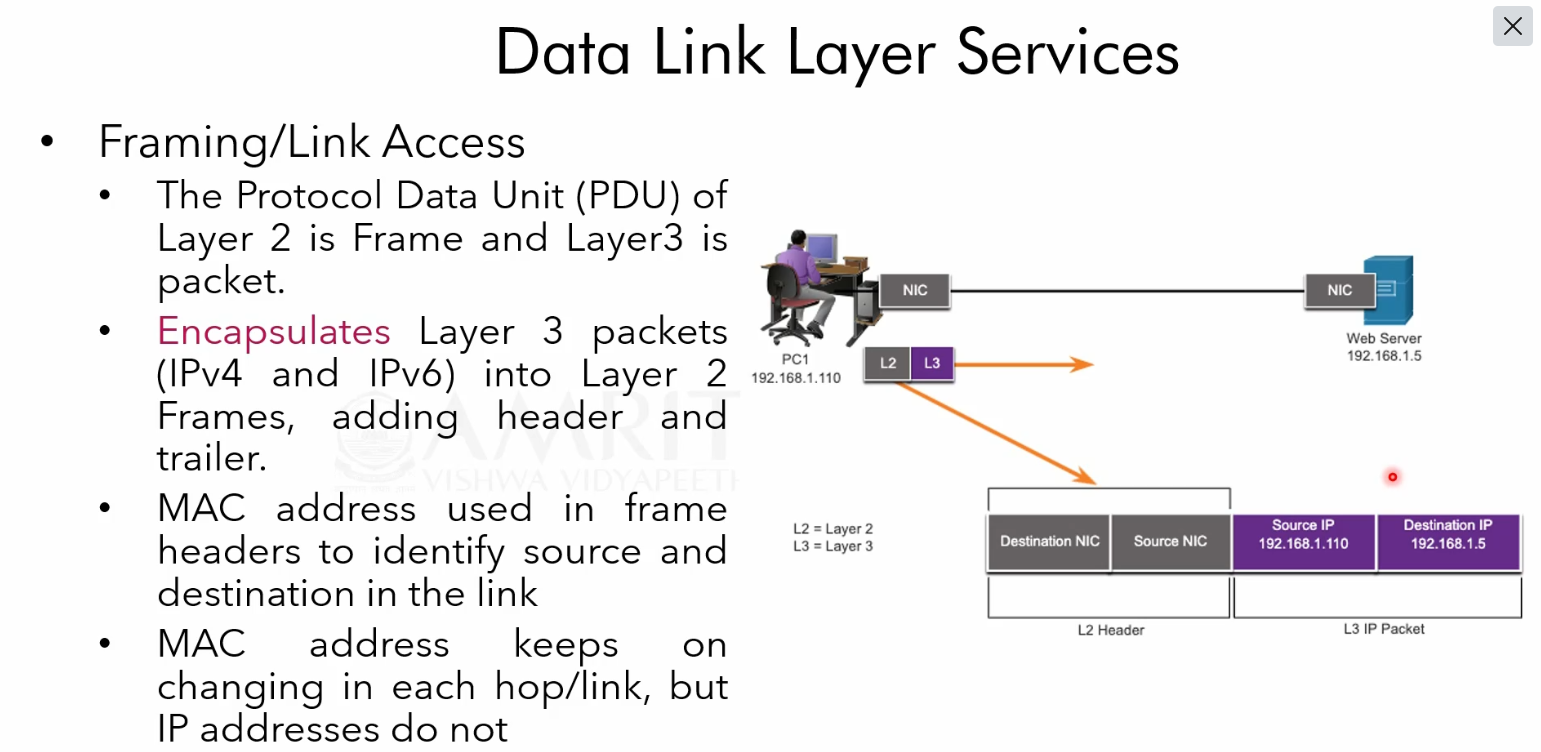 Data Link Layer Services
• Framing/Link Access
• The Protocol Data Unit (PDU) of
Layer 2 is Frame and Layer3 is
packet.
• Encapsulates Layer 3 packets
(IPv4 and IPv6) into Layer 2
Frames, adding header and
trailer.
• MAC address used in frame
headers to identify source and
destination in the link
• MAC address keeps on
changing in each hop/link, but
IP addresses do not
AMRIT
VISHWA VIDYAPEETH
NIC
NIC
PC1
192.168.1.110
L2 L3
Web Server
192.168.1.5
L2 = Layer 2
L3 = Layer 3
Destination NIC
Source NIC
Source IP
192.168.1.110
Destination IP
192.168.1.5
L2 Header
L3 IP Packet